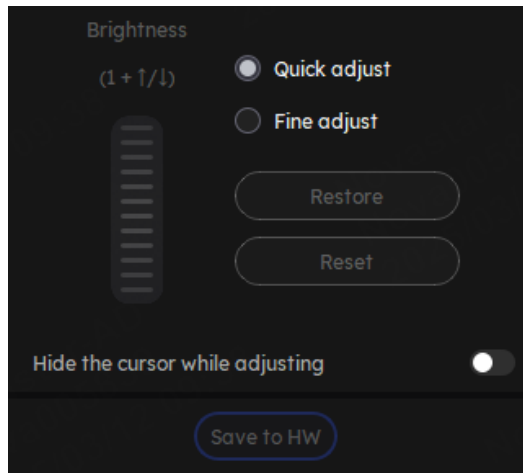 Brightness
(1 + ↑/↓)
Quick adjust
Fine adjust
Restore
Reset
Hide the cursor while adjusting
Save to HW